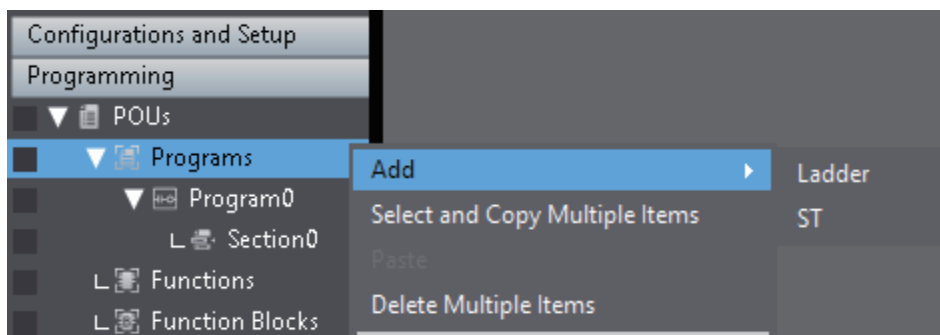 Configurations and Setup
Programming
POUs
Programs
Program0
Section0
Functions
Function Blocks
Add
Select and Copy Multiple Items
Paste
Delete Multiple Items
Ladder
ST